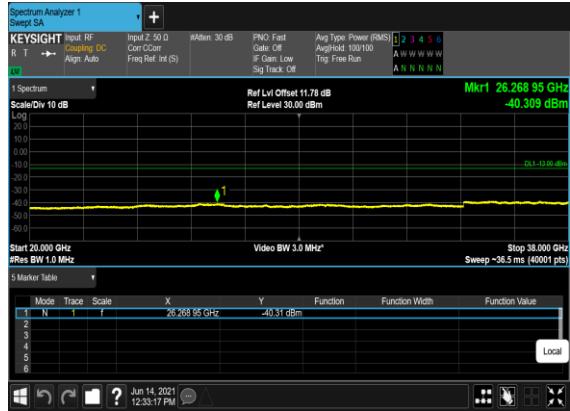 Spectrum Analyzer 1
Swept SA
+
KEYSIGHT Input: RF Input Z: 50 Ω #Atten: 30 dB PNO: Fast Avg Type: Power (RMS) 1 2 3 4 5 6
R T Coupling: DC Corr CCorr Gate: Off Avg|Hold: 100/100 A W W W W W
Align: Auto Freq Ref: Int (S) IF Gain: Low Trig: Free Run
Sig Track: Off A N N N N N
1 Spectrum Ref Lvl Offset 11.78 dB Mkr1 26.268 95 GHz
Scale/Div 10 dB Ref Level 30.00 dBm -40.309 dBm
Log
20.0
10.0
0.00
-10.0 DL1 -13.00 dBm
-20.0
-30.0
-40.0
-50.0
-60.0
1
Start 20.000 GHz Video BW 3.0 MHz* Stop 38.000 GHz
#Res BW 1.0 MHz Sweep ~36.5 ms (40001 pts)
5 Marker Table
Mode Trace Scale X Y Function Function Width Function Value
1 N 1 f 26.268 95 GHz -40.31 dBm
2
3
4
5
6
Local
? Jun 14, 2021
12:33:17 PM